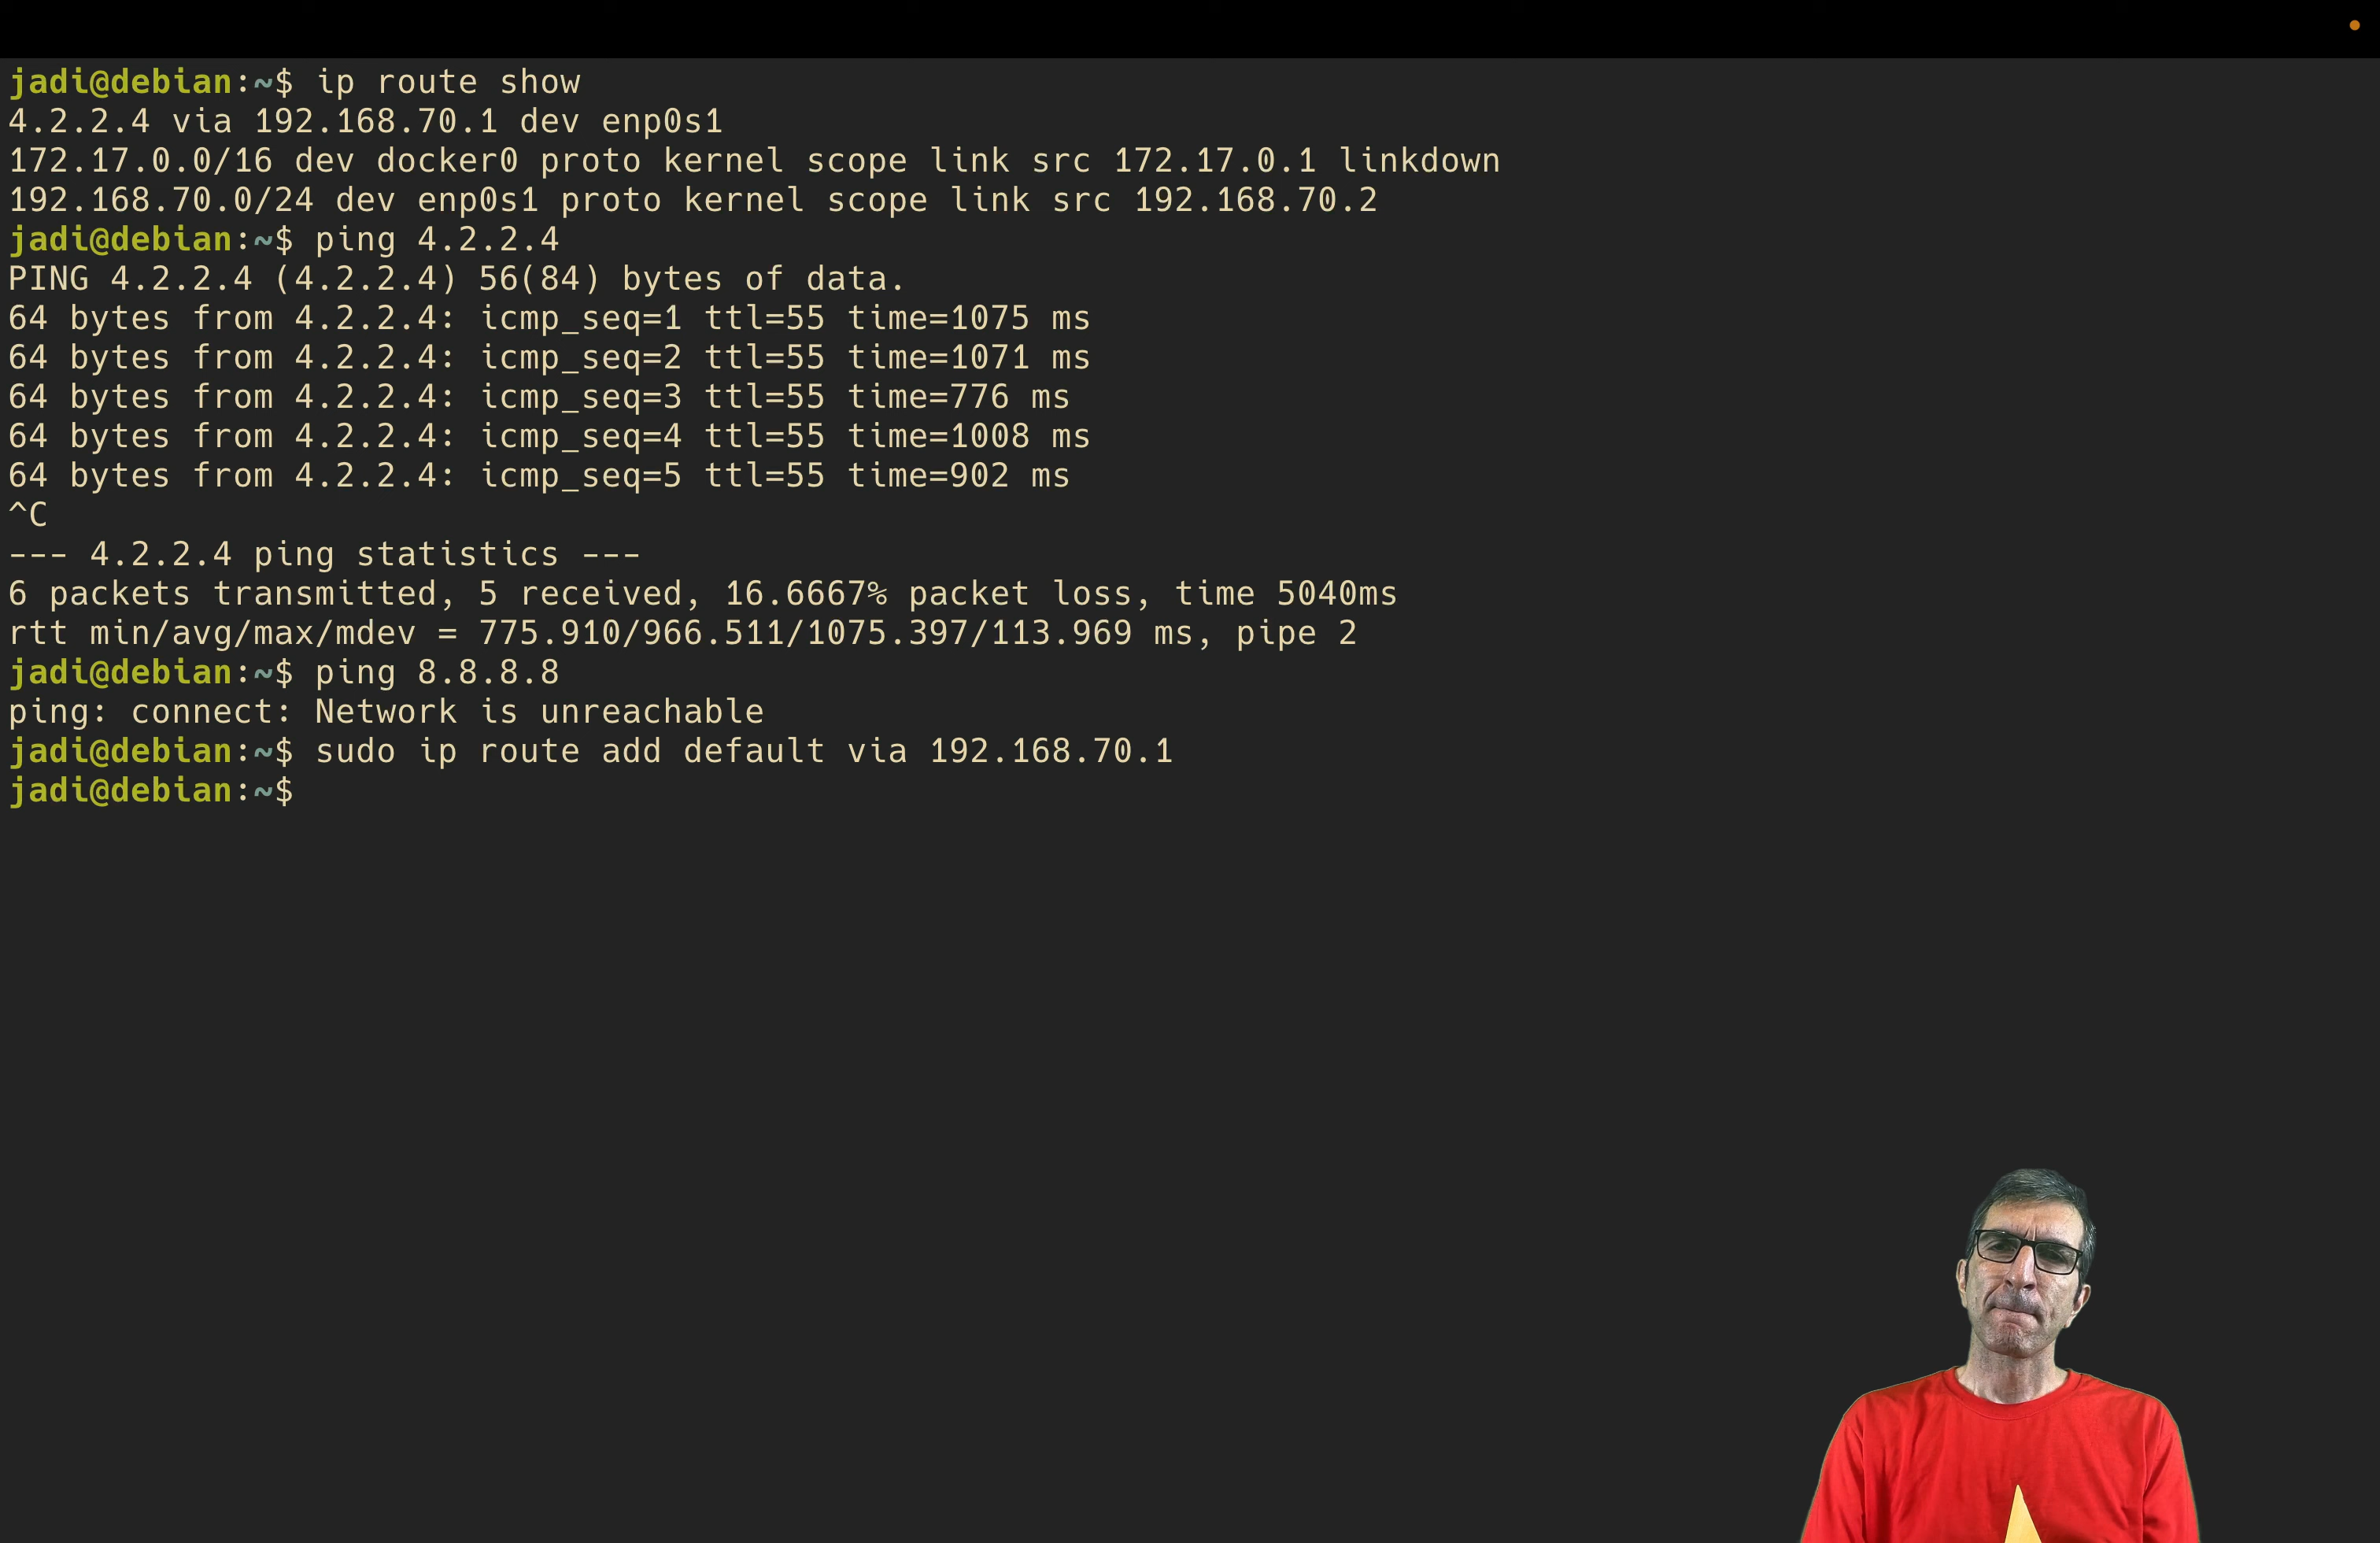 jadi@debian:~$ ip route show
4.2.2.4 via 192.168.70.1 dev enp0s1
172.17.0.0/16 dev docker0 proto kernel scope link src 172.17.0.1 linkdown
192.168.70.0/24 dev enp0s1 proto kernel scope link src 192.168.70.2
jadi@debian:~$ ping 4.2.2.4
PING 4.2.2.4 (4.2.2.4) 56(84) bytes of data.
64 bytes from 4.2.2.4: icmp_seq=1 ttl=55 time=1075 ms
64 bytes from 4.2.2.4: icmp_seq=2 ttl=55 time=1071 ms
64 bytes from 4.2.2.4: icmp_seq=3 ttl=55 time=776 ms
64 bytes from 4.2.2.4: icmp_seq=4 ttl=55 time=1008 ms
64 bytes from 4.2.2.4: icmp_seq=5 ttl=55 time=902 ms
^C
--- 4.2.2.4 ping statistics ---
6 packets transmitted, 5 received, 16.6667% packet loss, time 5040ms
rtt min/avg/max/mdev = 775.910/966.511/1075.397/113.969 ms, pipe 2
jadi@debian:~$ ping 8.8.8.8
ping: connect: Network is unreachable
jadi@debian:~$ sudo ip route add default via 192.168.70.1
jadi@debian:~$